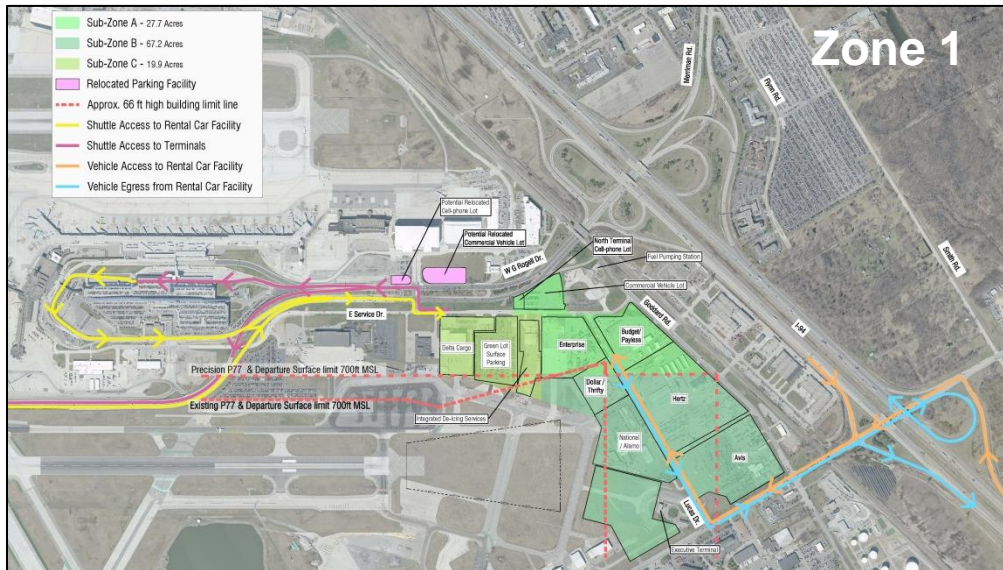 Zone 1
Sub-Zone A - 27.7 Acres
Sub-Zone B - 67.2 Acres
Sub-Zone C - 19.9 Acres
Relocated Parking Facility
Approx. 66 ft high building limit line
Shuttle Access to Rental Car Facility
Shuttle Access to Terminals
Vehicle Access to Rental Car Facility
Vehicle Egress from Rental Car Facility
Merriman Rd.
Flynn Rd.
Smith Rd.
I-94
Potential Relocated
Cell-phone Lot
Potential Relocated
Commercial Vehicle Lot
W G Rogell Dr.
North Terminal
Cell-phone Lot
Fuel Pumping Station
Commercial Vehicle Lot
Goddard Rd.
E Service Dr.
Delta Cargo
Green Lot
Surface
Parking
Enterprise
Budget/
Payless
Precision P77 & Departure Surface limit 700ft MSL
Dollar /
Thrifty
Hertz
Existing P77 & Departure Surface limit 700ft MSL
Integrated De-Icing Services
National
/ Alamo
Avis
Lucas Dr.
Executive Terminal